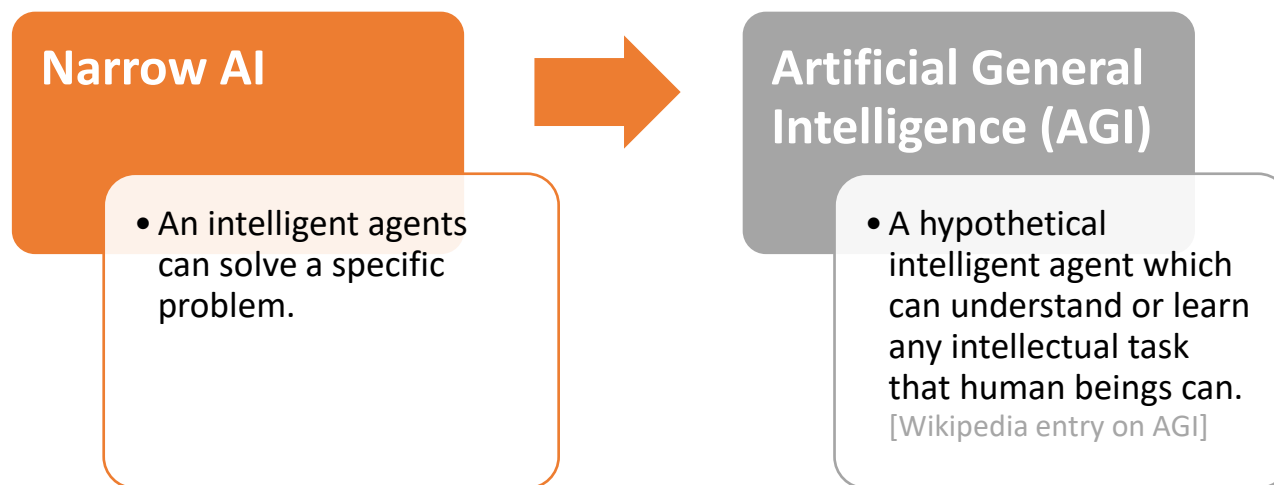 Narrow AI
• An intelligent agents
can solve a specific
problem.
Artificial General
Intelligence (AGI)
• A hypothetical
intelligent agent which
can understand or learn
any intellectual task
that human beings can.
[Wikipedia entry on AGI]